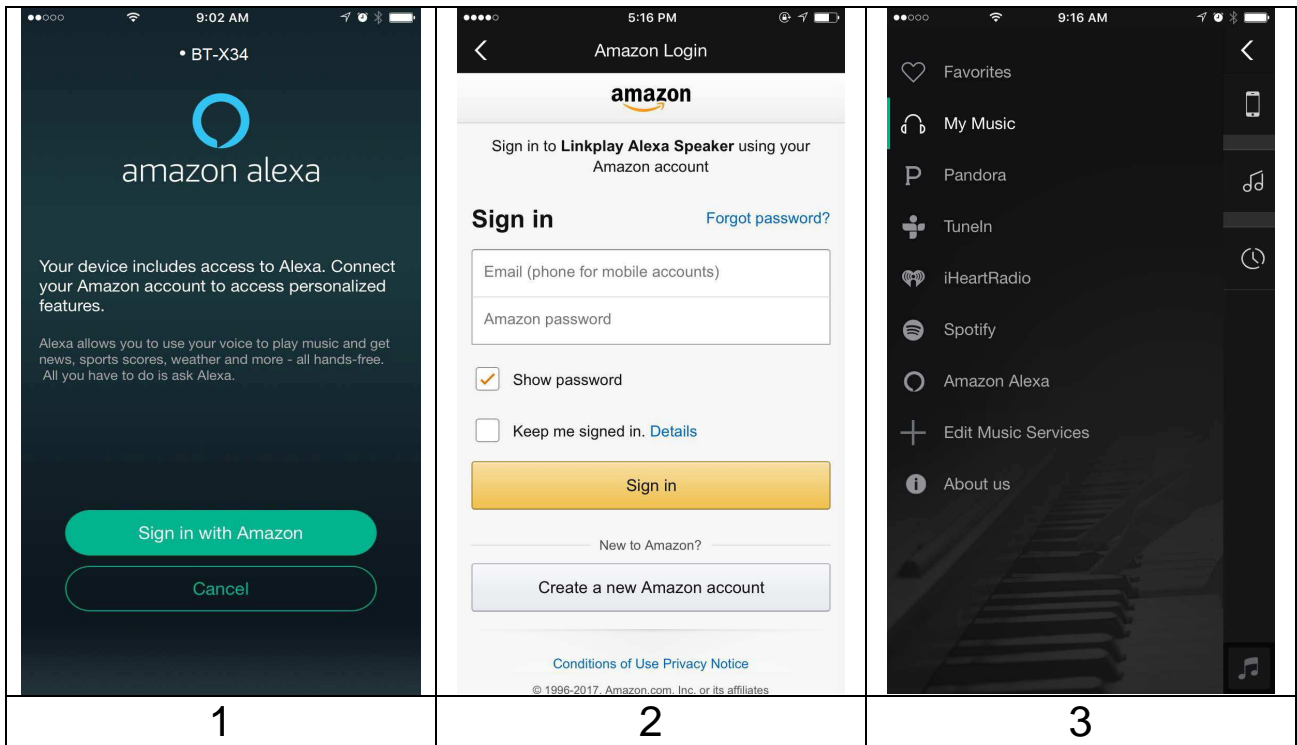 9:02 AM
• BT-X34
amazon alexa
Your device includes access to Alexa. Connect
your Amazon account to access personalized
features.
Alexa allows you to use your voice to play music and get
news, sports scores, weather and more - all hands-free.
All you have to do is ask Alexa.
Sign in with Amazon
Cancel
1
5:16 PM
Amazon Login
amazon
Sign in to Linkplay Alexa Speaker using your
Amazon account
Sign in
Forgot password?
Email (phone for mobile accounts)
Amazon password
Show password
Keep me signed in. Details
Sign in
New to Amazon?
Create a new Amazon account
Conditions of Use Privacy Notice
© 1996-2017, Amazon.com, Inc. or its affiliates
2
9:16 AM
Favorites
My Music
Pandora
TuneIn
iHeartRadio
Spotify
Amazon Alexa
Edit Music Services
About us
3